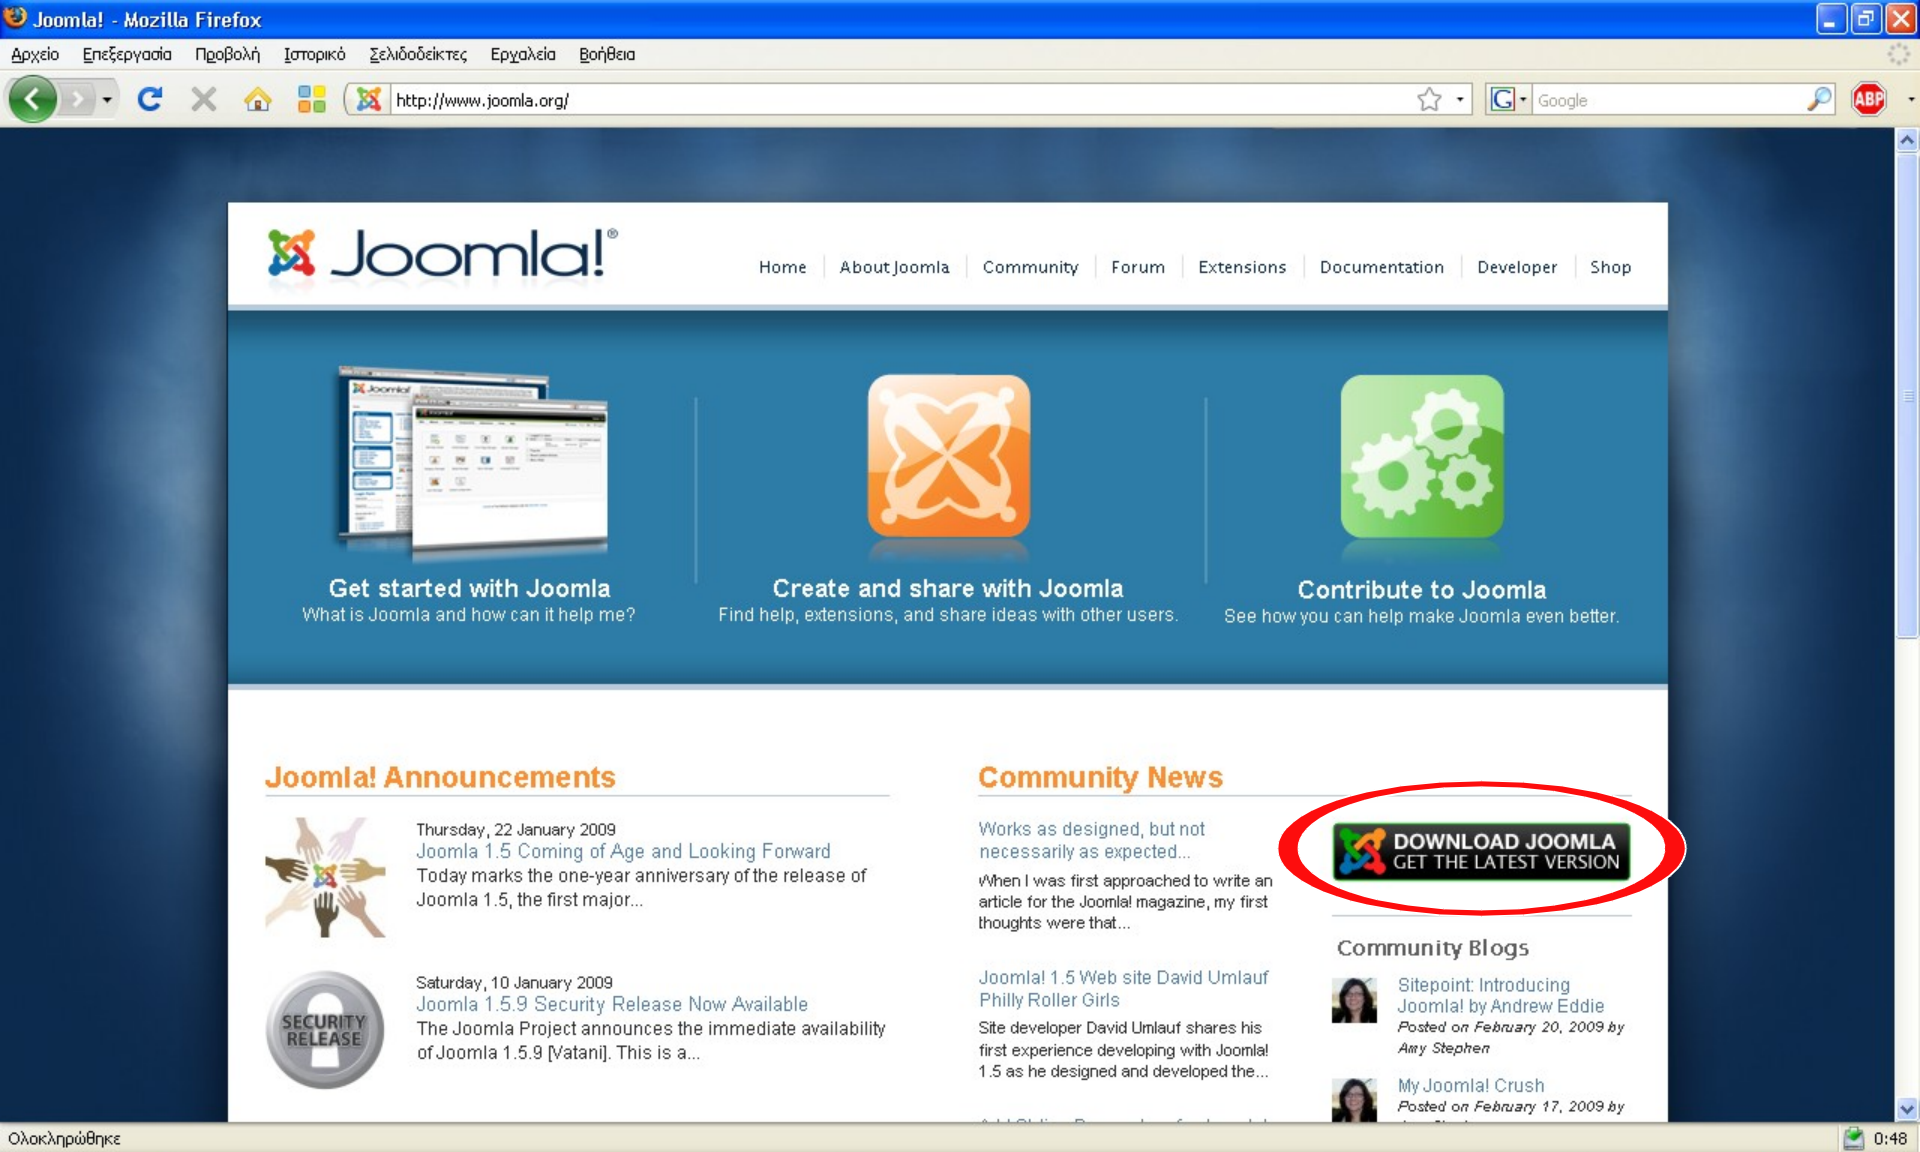 Joomla! - Mozilla Firefox
Αρχείο Επεξεργασία Προβολή Ιστορικό Σελιδοδείκτες Εργαλεία Βοήθεια
http://www.joomla.org/
G Google
ABP
Joomla!®
Home About Joomla Community Forum Extensions Documentation Developer Shop
Get started with Joomla
What is Joomla and how can it help me?
Create and share with Joomla
Find help, extensions, and share ideas with other users.
Contribute to Joomla
See how you can help make Joomla even better.
Joomla! Announcements
Thursday, 22 January 2009
Joomla 1.5 Coming of Age and Looking Forward
Today marks the one-year anniversary of the release of
Joomla 1.5, the first major...
SECURITY
RELEASE
Saturday, 10 January 2009
Joomla 1.5.9 Security Release Now Available
The Joomla Project announces the immediate availability
of Joomla 1.5.9 [Vatani]. This is a...
Community News
Works as designed, but not
necessarily as expected...
When I was first approached to write an
article for the Joomla! magazine, my first
thoughts were that...
Joomla! 1.5 Web site David Umlauf
Philly Roller Girls
Site developer David Umlauf shares his
first experience developing with Joomla!
1.5 as he designed and developed the...
DOWNLOAD JOOMLA
GET THE LATEST VERSION
Community Blogs
Sitepoint: Introducing
Joomla! by Andrew Eddie
Posted on February 20, 2009 by
Amy Stephen
My Joomla! Crush
Posted on February 17, 2009 by
Ολοκληρώθηκε
0:48